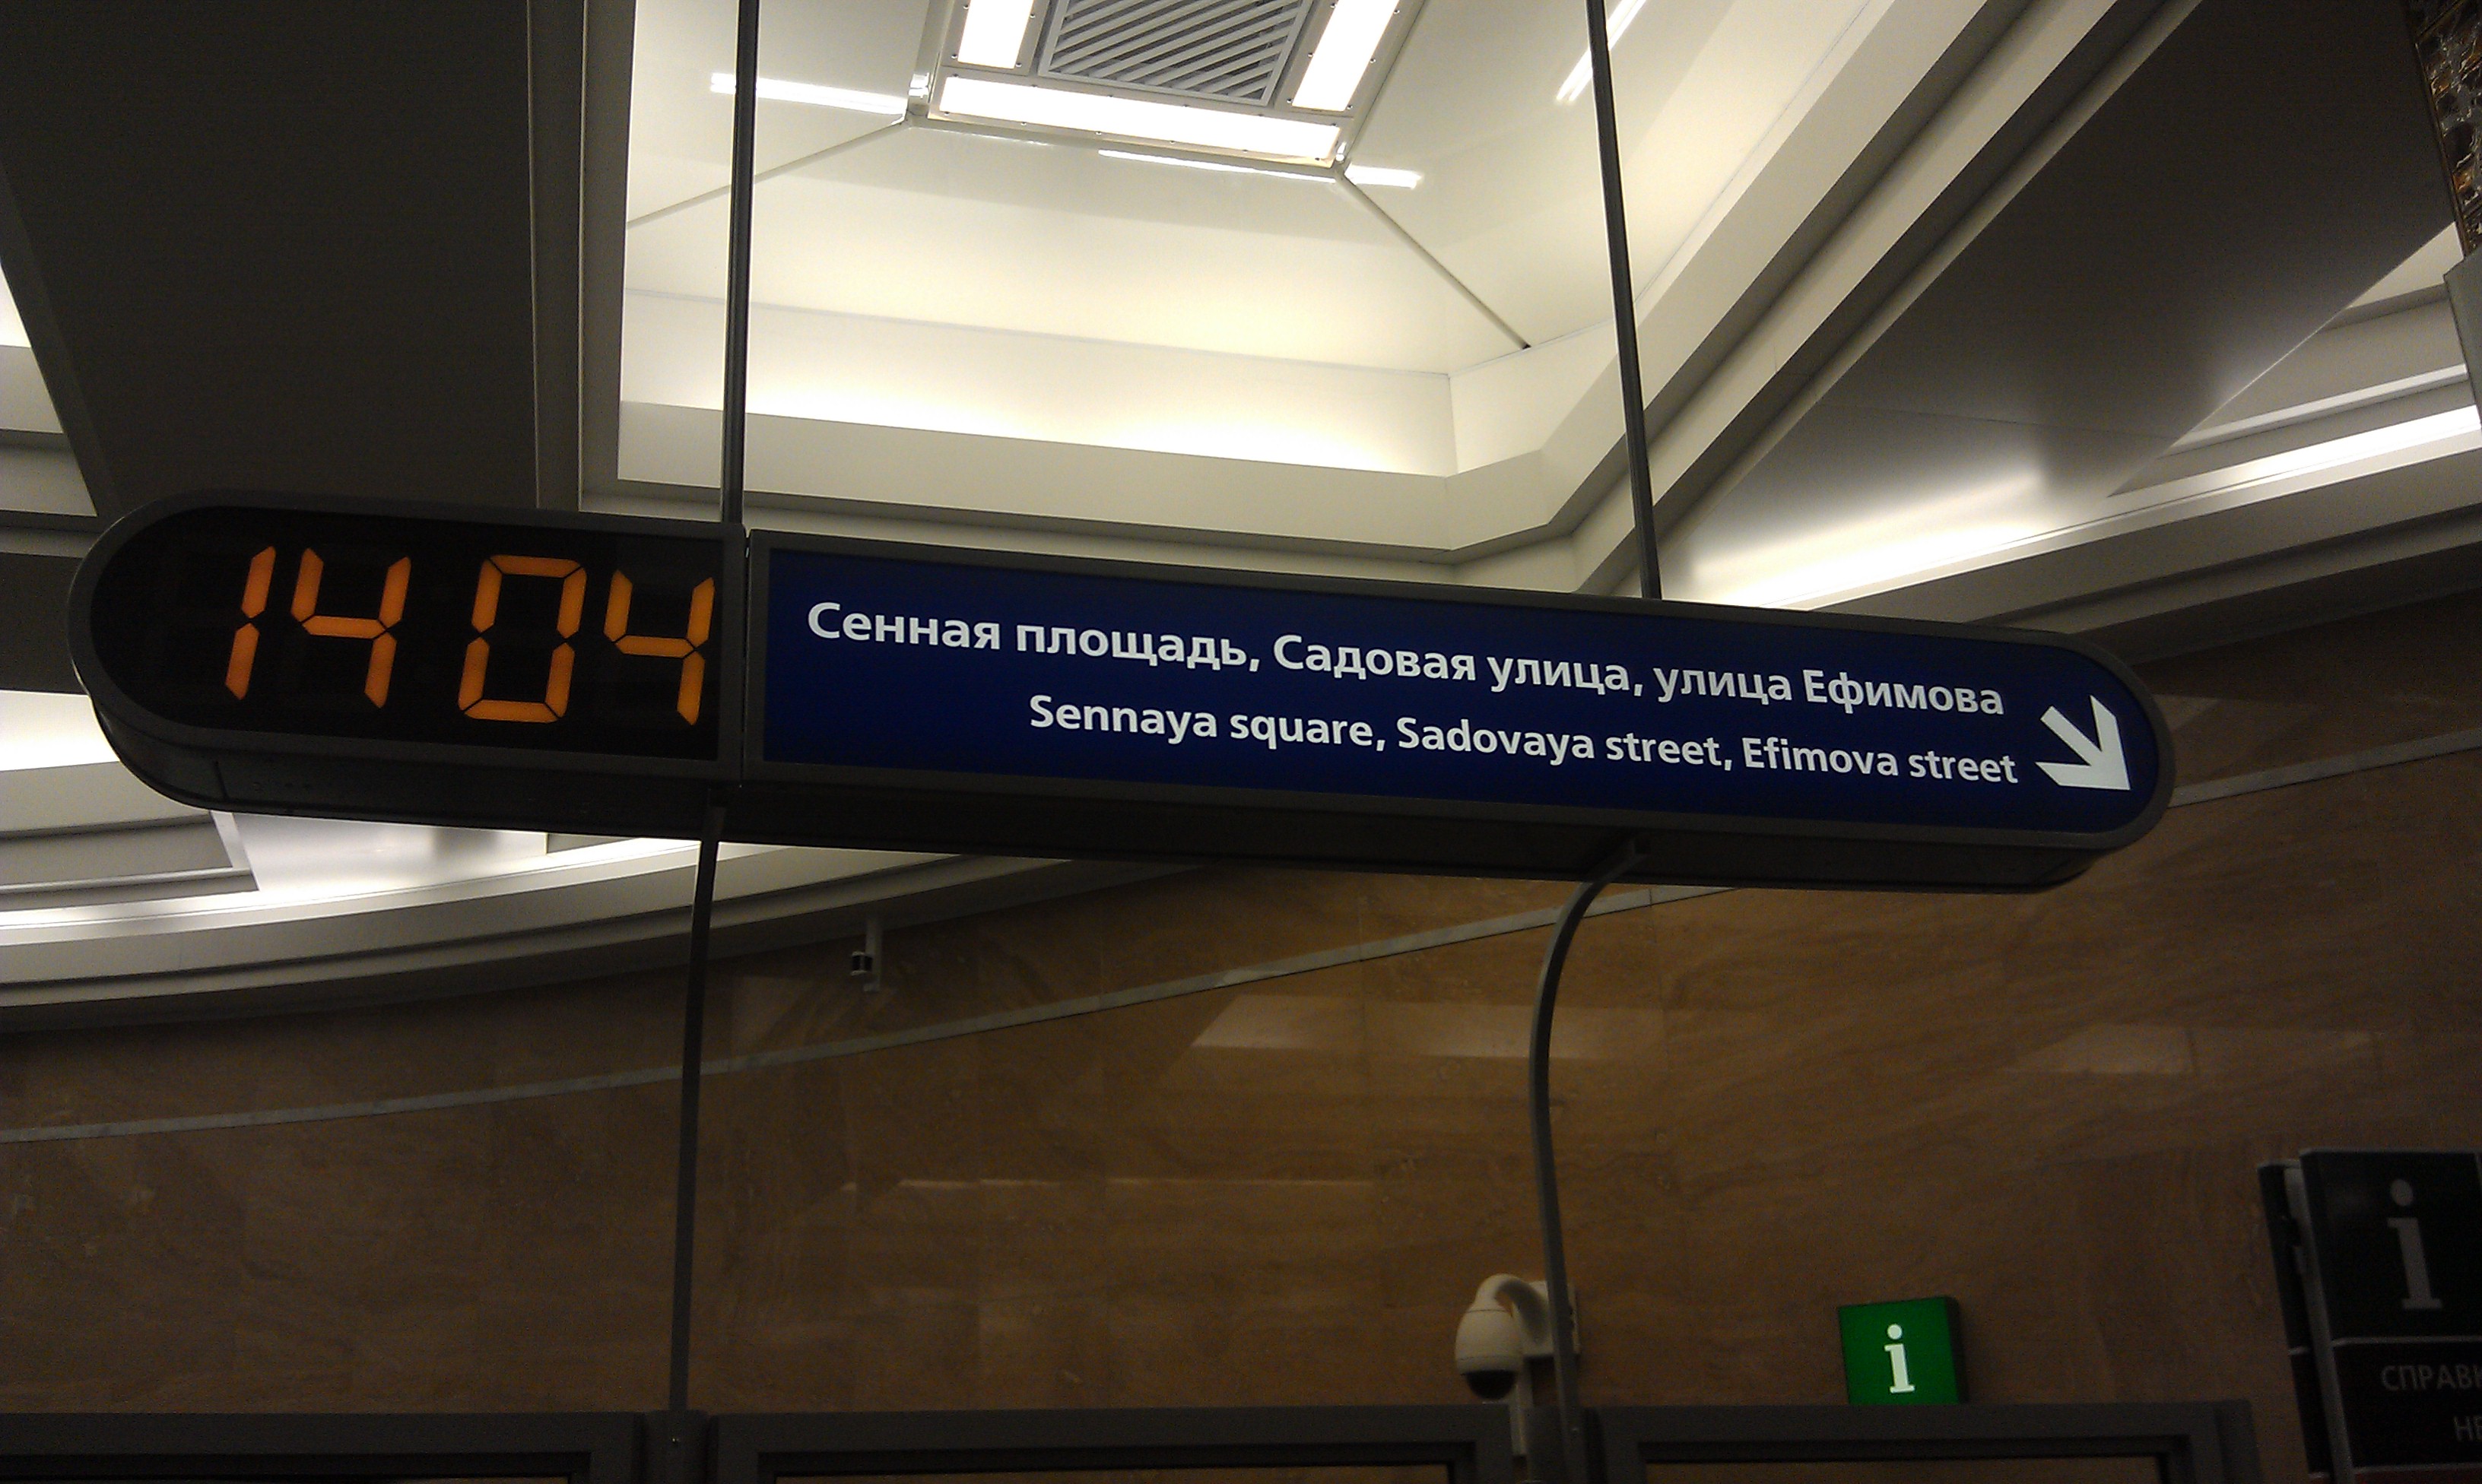 14 04
Сенная площадь, Садовая улица, улица Ефимова
Sennaya square, Sadovaya street, Efimova street
i
i